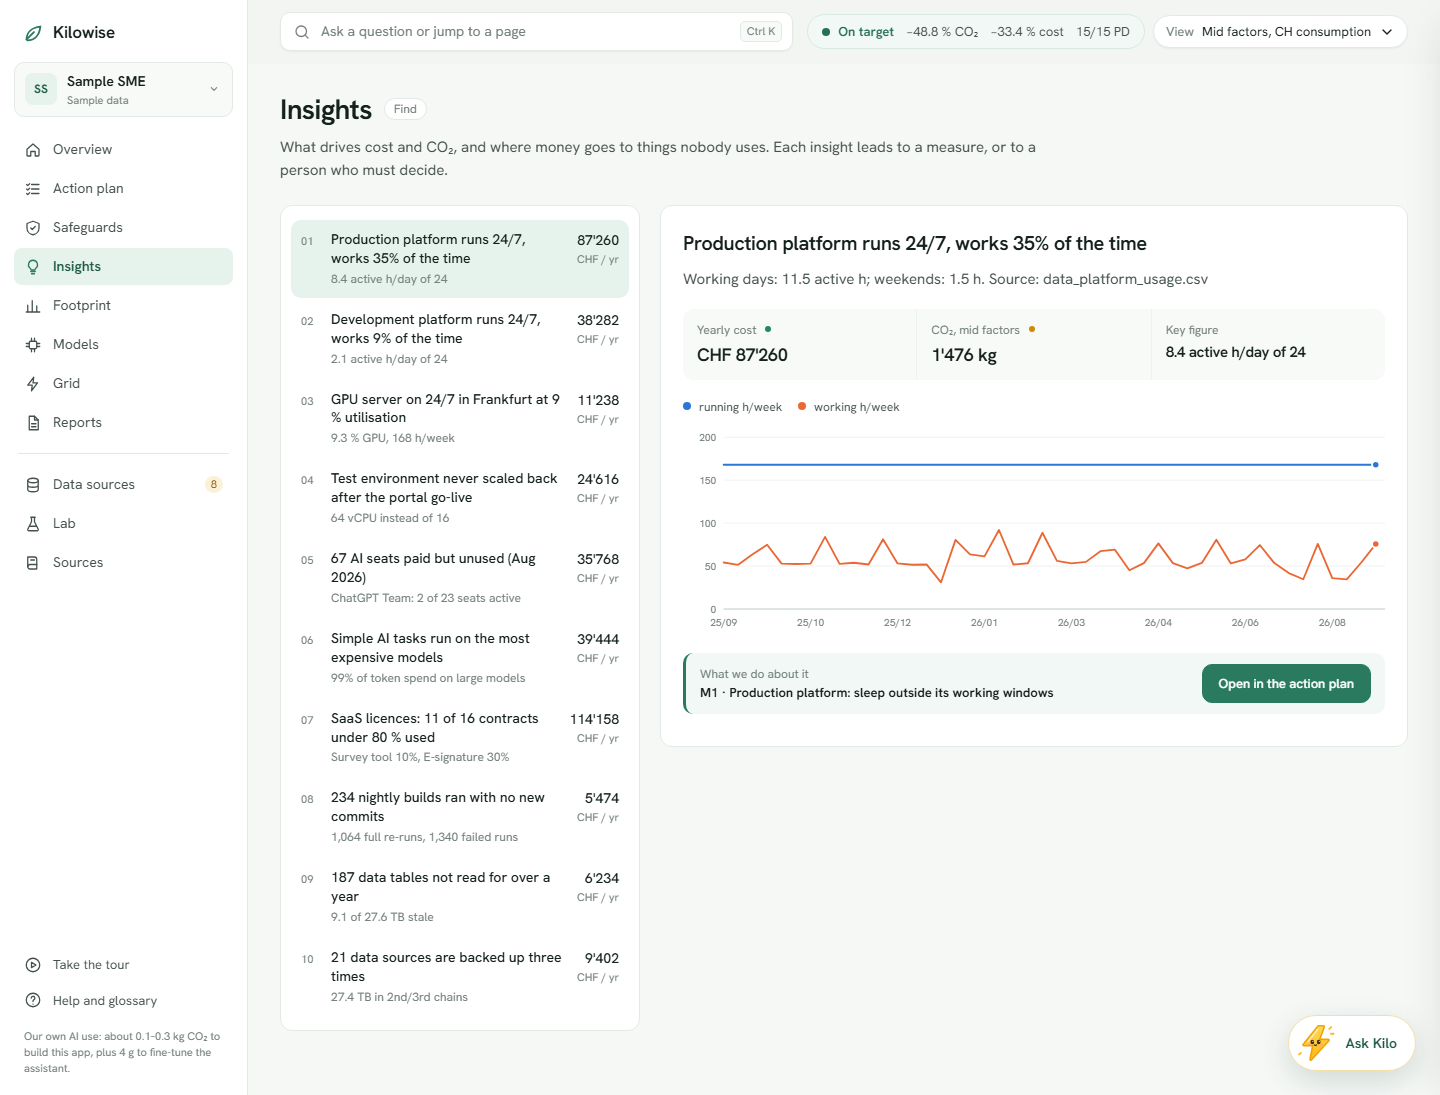 Kilowise
SS
Sample SME
Sample data
Overview
Action plan
Safeguards
Insights
Footprint
Models
Grid
Reports
Data sources
8
Lab
Sources
Take the tour
Help and glossary
Our own AI use: about 0.1–0.3 kg CO₂ to
build this app, plus 4 g to fine-tune the
assistant.
Ask a question or jump to a page
Ctrl K
On target −48.8 % CO₂ −33.4 % cost 15/15 PD
View Mid factors, CH consumption
Insights
Find
What drives cost and CO₂, and where money goes to things nobody uses. Each insight leads to a measure, or to a
person who must decide.
01
Production platform runs 24/7,
works 35% of the time
8.4 active h/day of 24
87'260
CHF / yr
02
Development platform runs 24/7,
works 9% of the time
2.1 active h/day of 24
38'282
CHF / yr
03
GPU server on 24/7 in Frankfurt at 9
% utilisation
9.3 % GPU, 168 h/week
11'238
CHF / yr
04
Test environment never scaled back
after the portal go-live
64 vCPU instead of 16
24'616
CHF / yr
05
67 AI seats paid but unused (Aug
2026)
ChatGPT Team: 2 of 23 seats active
35'768
CHF / yr
06
Simple AI tasks run on the most
expensive models
99% of token spend on large models
39'444
CHF / yr
07
SaaS licences: 11 of 16 contracts
under 80 % used
Survey tool 10%, E-signature 30%
114'158
CHF / yr
08
234 nightly builds ran with no new
commits
1,064 full re-runs, 1,340 failed runs
5'474
CHF / yr
09
187 data tables not read for over a
year
9.1 of 27.6 TB stale
6'234
CHF / yr
10
21 data sources are backed up three
times
27.4 TB in 2nd/3rd chains
9'402
CHF / yr
Production platform runs 24/7, works 35% of the time
Working days: 11.5 active h; weekends: 1.5 h. Source: data_platform_usage.csv
Yearly cost
CHF 87'260
CO₂, mid factors
1'476 kg
Key figure
8.4 active h/day of 24
running h/week
working h/week
200
150
100
50
0
25/09 25/10 25/12 26/01 26/03 26/04 26/06 26/08
What we do about it
M1 · Production platform: sleep outside its working windows
Open in the action plan
Ask Kilo